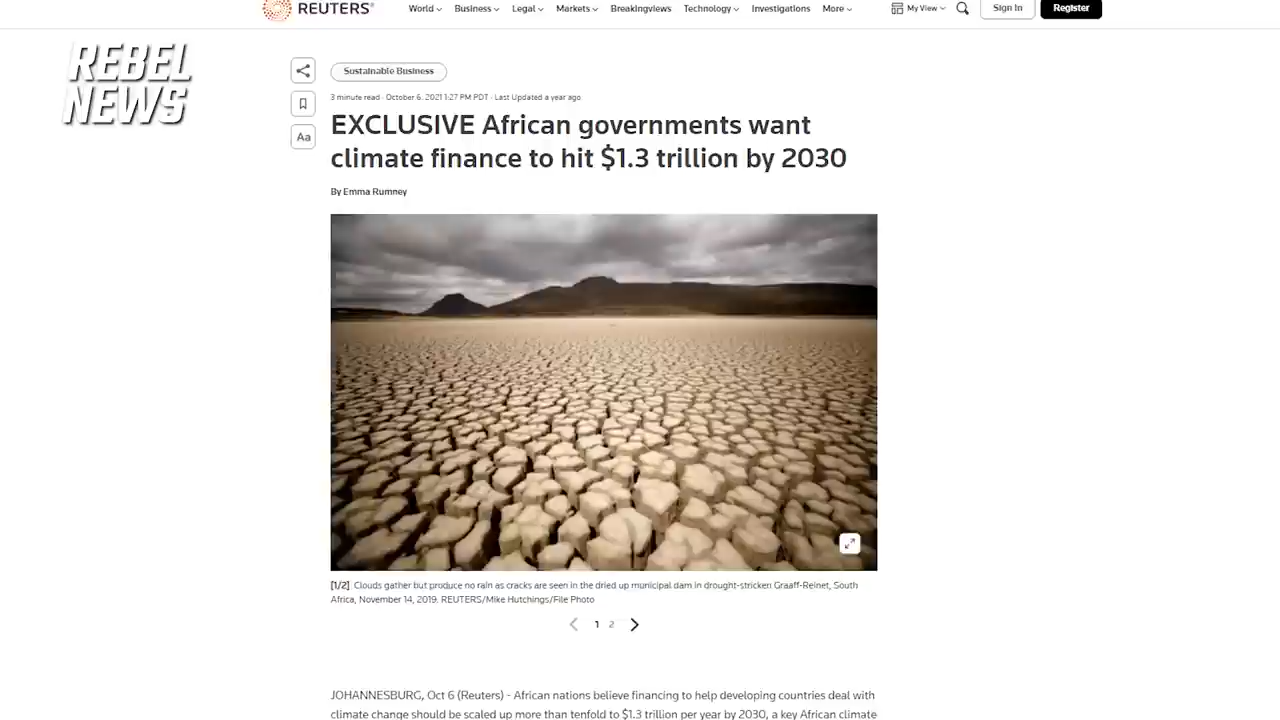 REUTERS®
World Business Legal Markets Breakingviews Technology Investigations More My View Sign In Register
REBEL
NEWS
Sustainable Business
3 minute read · October 6, 2021 1:27 PM PDT · Last Updated a year ago
Aa
EXCLUSIVE African governments want
climate finance to hit $1.3 trillion by 2030
By Emma Rumney
[1/2] Clouds gather but produce no rain as cracks are seen in the dried up municipal dam in drought-stricken Graaff-Reinet, South
Africa, November 14, 2019. REUTERS/Mike Hutchings/File Photo
1 2
JOHANNESBURG, Oct 6 (Reuters) - African nations believe financing to help developing countries deal with
climate change should be scaled up more than tenfold to $1.3 trillion per year by 2030, a key African climate